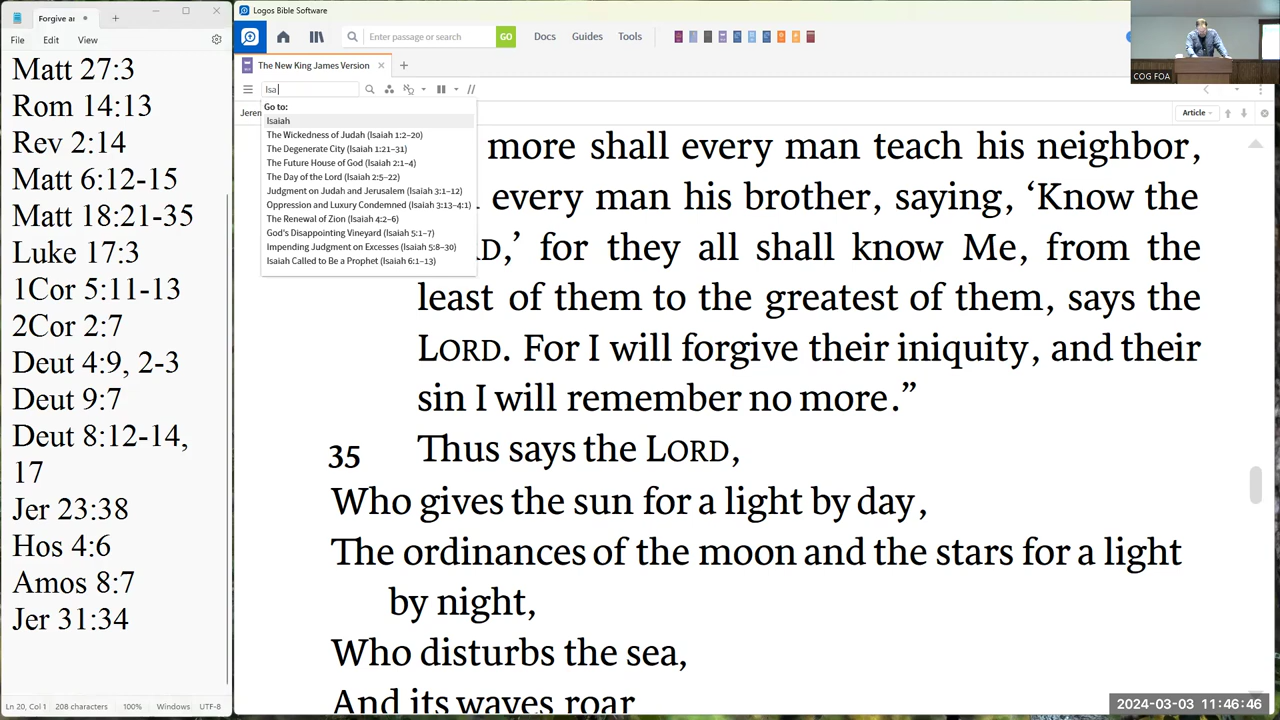 Forgive ar
File Edit View
Matt 27:3
Rom 14:13
Rev 2:14
Matt 6:12-15
Matt 18:21-35
Luke 17:3
1Cor 5:11-13
2Cor 2:7
Deut 4:9, 2-3
Deut 9:7
Deut 8:12-14,
17
Jer 23:38
Hos 4:6
Amos 8:7
Jer 31:34
Ln 20, Col 1 208 characters 100% Windows UTF-8
Logos Bible Software
Enter passage or search GO Docs Guides Tools
The New King James Version
Isa
Jerem
Article
Go to:
Isaiah
The Wickedness of Judah (Isaiah 1:2–20)
The Degenerate City (Isaiah 1:21–31)
The Future House of God (Isaiah 2:1–4)
The Day of the Lord (Isaiah 2:5–22)
Judgment on Judah and Jerusalem (Isaiah 3:1–12)
Oppression and Luxury Condemned (Isaiah 3:13–4:1)
The Renewal of Zion (Isaiah 4:2–6)
God's Disappointing Vineyard (Isaiah 5:1–7)
Impending Judgment on Excesses (Isaiah 5:8–30)
Isaiah Called to Be a Prophet (Isaiah 6:1–13)
more shall every man teach his neighbor,
every man his brother, saying, ‘Know the
RD,’ for they all shall know Me, from the
least of them to the greatest of them, says the
LORD. For I will forgive their iniquity, and their
sin I will remember no more.”
35 Thus says the LORD,
Who gives the sun for a light by day,
The ordinances of the moon and the stars for a light
by night,
Who disturbs the sea,
And its waves roar
COG FOA
2024-03-03 11:46:46